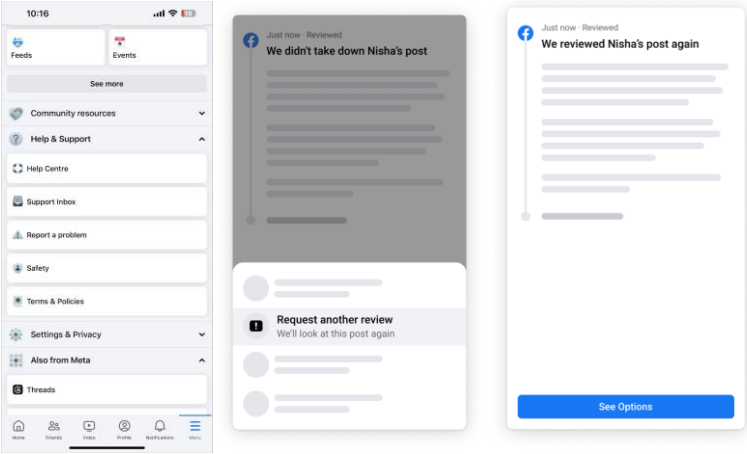 10:16
Feeds
Events
See more
Community resources
Help & Support
Help Centre
Support Inbox
Report a problem
Safety
Terms & Policies
Settings & Privacy
Also from Meta
Threads
Home
Friends
Video
Profile
Notifications
Menu
Just now · Reviewed
We didn't take down Nisha's post
Request another review
We'll look at this post again
Just now · Reviewed
We reviewed Nisha's post again
See Options